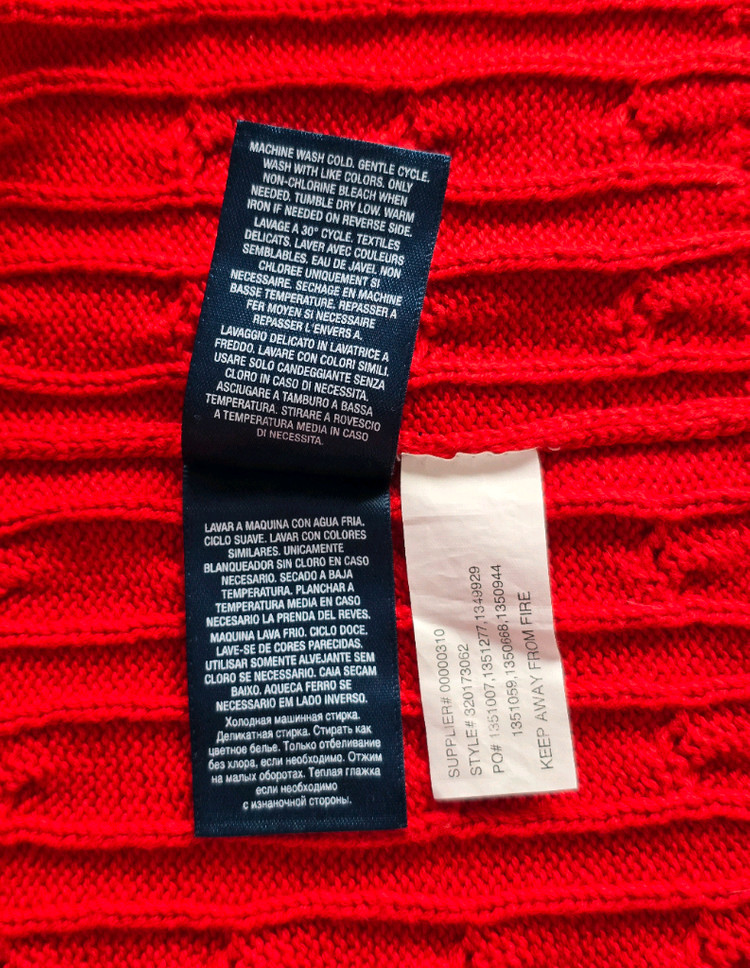 MACHINE WASH COLD. GENTLE CYCLE.
WASH WITH LIKE COLORS. ONLY
NON-CHLORINE BLEACH WHEN
NEEDED. TUMBLE DRY LOW. WARM
IRON IF NEEDED ON REVERSE SIDE.
LAVAGE A 30° CYCLE. TEXTILES
DELICATS. LAVER AVEC COULEURS
SEMBLABLES. EAU DE JAVEL NON
CHLOREE UNIQUEMENT SI
NECESSAIRE. SECHAGE EN MACHINE
BASSE TEMPERATURE. REPASSER A
FER MOYEN SI NECESSAIRE
REPASSER L'ENVERS A.
LAVAGGIO DELICATO IN LAVATRICE A
FREDDO. LAVARE CON COLORI SIMILI.
USARE SOLO CANDEGGIANTE SENZA
CLORO IN CASO DI NECESSITA.
ASCIUGARE A TAMBURO A BASSA
TEMPERATURA. STIRARE A ROVESCIO
A TEMPERATURA MEDIA IN CASO
DI NECESSITA.
LAVAR A MAQUINA CON AGUA FRIA.
CICLO SUAVE. LAVAR CON COLORES
SIMILARES. UNICAMENTE
BLANQUEADOR SIN CLORO EN CASO
NECESARIO. SECADO A BAJA
TEMPERATURA. PLANCHAR A
TEMPERATURA MEDIA EN CASO
NECESARIO LA PRENDA DEL REVES.
MAQUINA LAVA FRIO. CICLO DOCE.
LAVE-SE DE CORES PARECIDAS.
UTILISAR SOMENTE ALVEJANTE SEM
CLORO SE NECESSARIO. CAIA SECAM
BAIXO. AQUECA FERRO SE
NECESSARIO EM LADO INVERSO.
Холодная машинная стирка.
Деликатная стирка. Стирать как
цветное белье. Только отбеливание
без хлора, если необходимо. Отжим
на малых оборотах. Теплая глажка
если необходимо
с изнаночной стороны.
SUPPLIER# 00000310
STYLE# 320173062
PO# 1351007,1351277,1349929
1351059,1350668,1350944
KEEP AWAY FROM FIRE